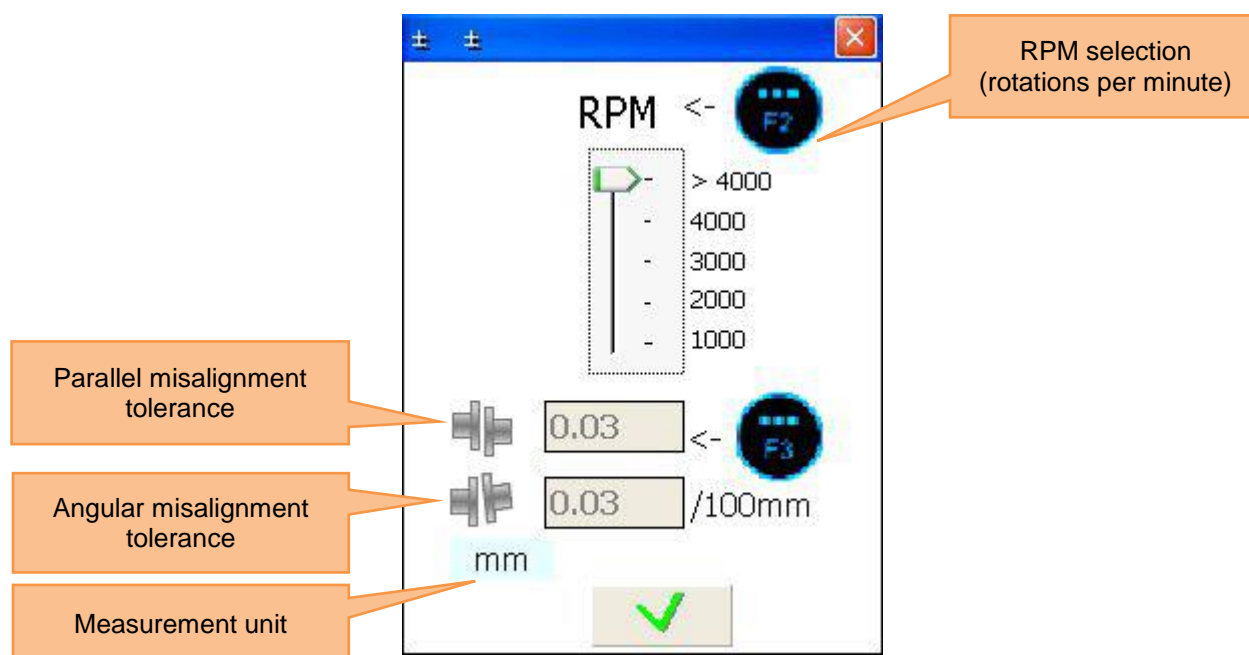 ± ±
RPM selection
(rotations per minute)
RPM <- F2
> 4000
4000
3000
2000
1000
Parallel misalignment
tolerance
0.03 <- F3
Angular misalignment
tolerance
0.03 /100mm
mm
Measurement unit